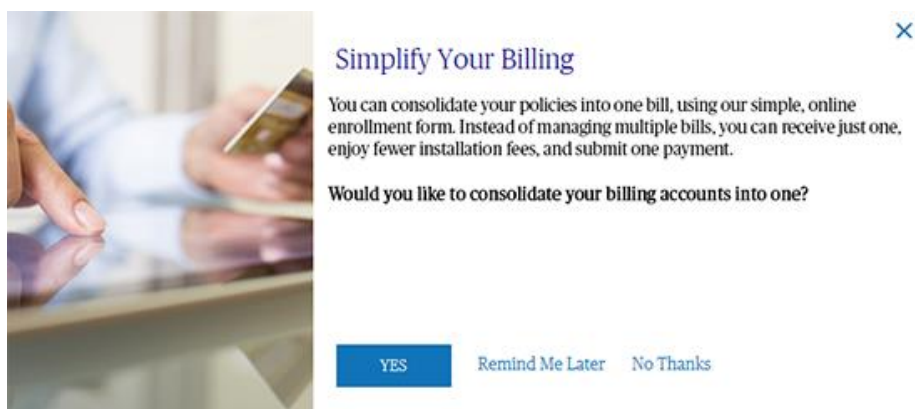 Simplify Your Billing
You can consolidate your policies into one bill, using our simple, online
enrollment form. Instead of managing multiple bills, you can receive just one,
enjoy fewer installation fees, and submit one payment.
Would you like to consolidate your billing accounts into one?
YES Remind Me Later No Thanks